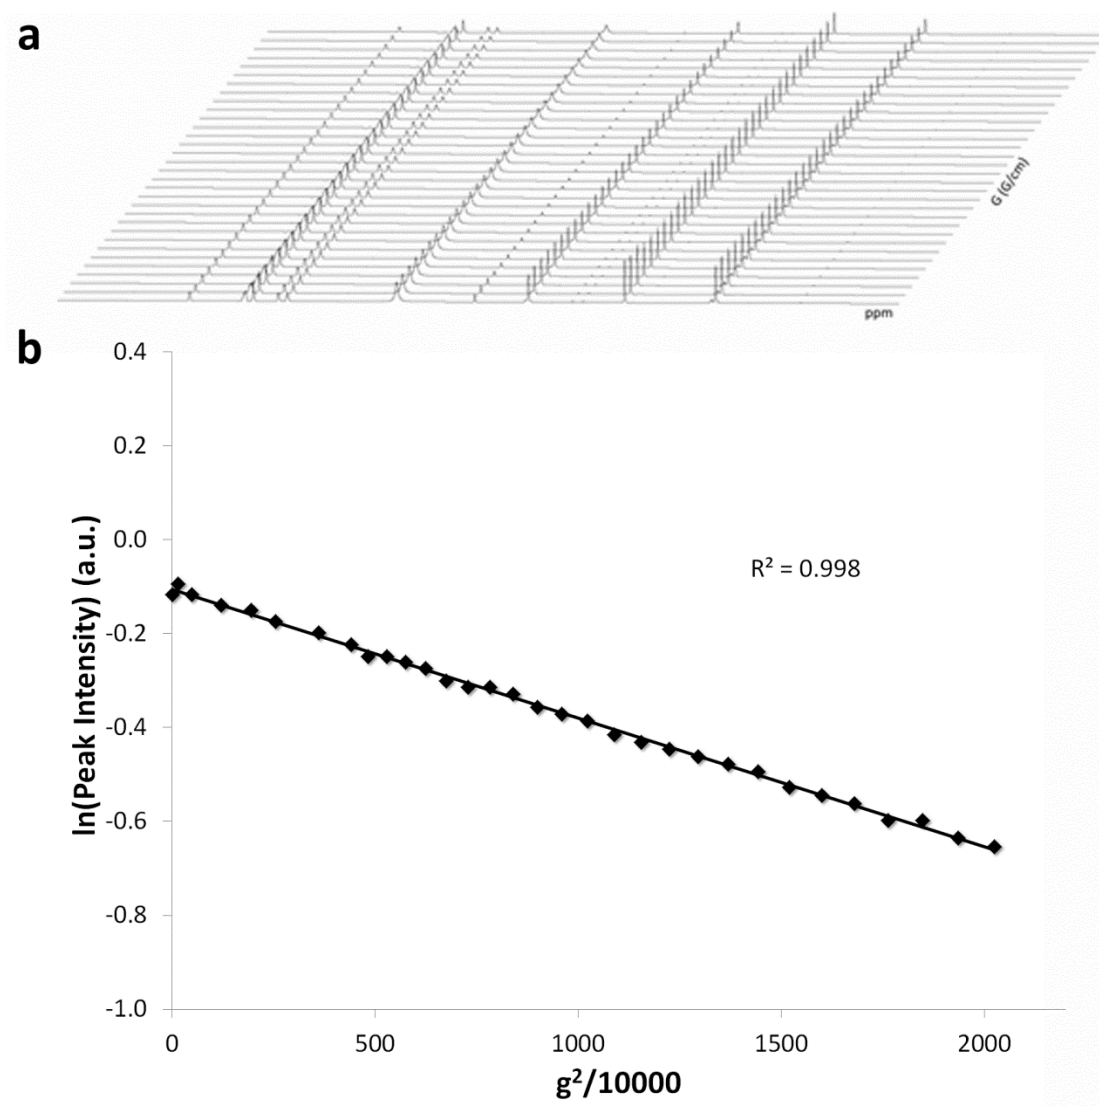 a
G (G/cm)
ppm
b
0.4
0.2
0.0
-0.2
-0.4
-0.6
-0.8
-1.0
ln(Peak Intensity) (a.u.)
R² = 0.998
0 500 1000 1500 2000
g²/10000